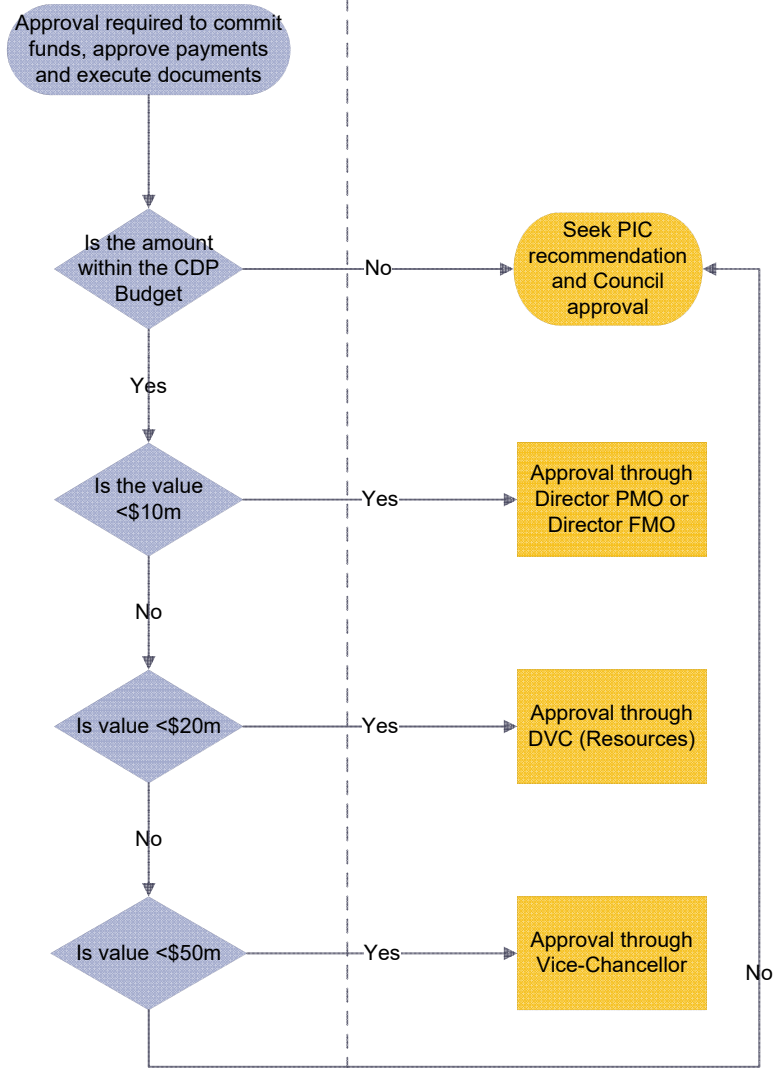 Approval required to commit
funds, approve payments
and execute documents
Is the amount
within the CDP
Budget
No
Seek PIC
recommendation
and Council
approval
Yes
Is the value
<$10m
Yes
Approval through
Director PMO or
Director FMO
No
Is value <$20m
Yes
Approval through
DVC (Resources)
No
Is value <$50m
Yes
Approval through
Vice-Chancellor
No